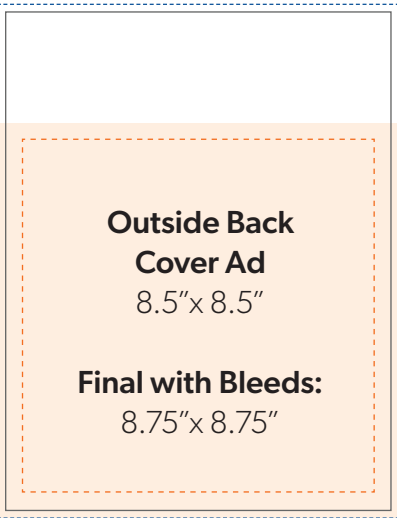 Outside Back
Cover Ad
8.5”x 8.5”
Final with Bleeds:
8.75”x 8.75”